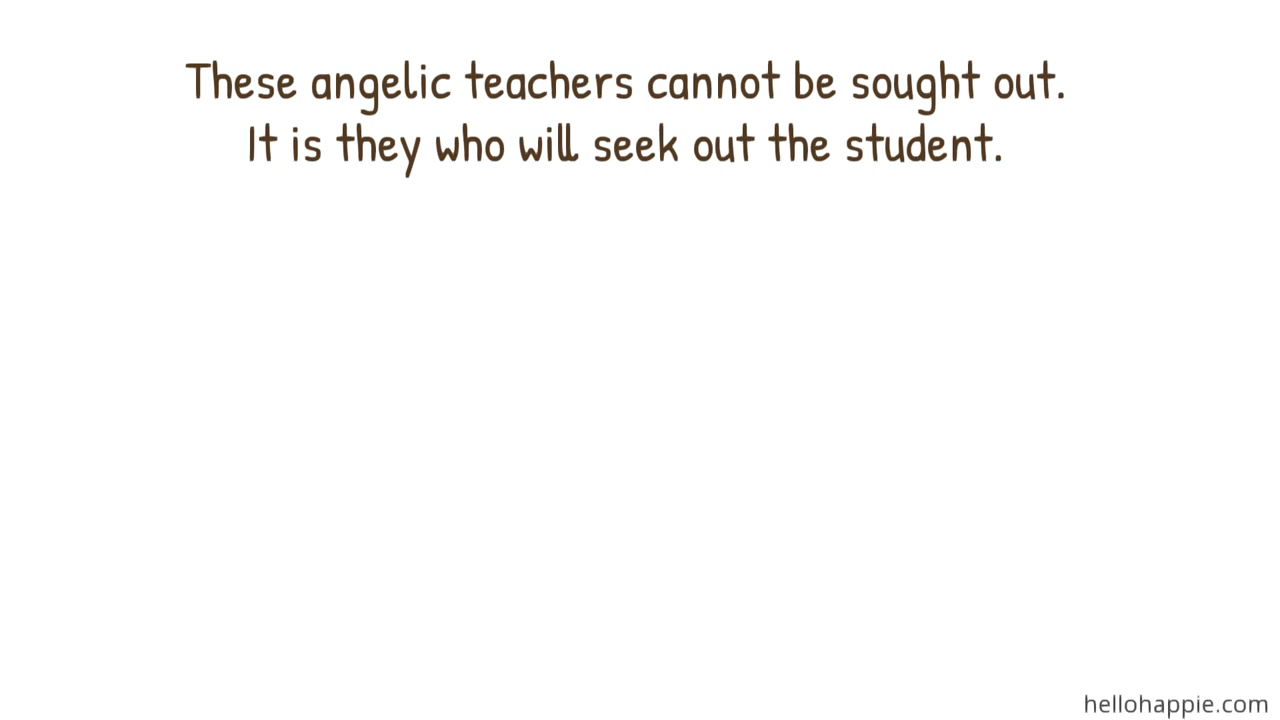 These angelic teachers cannot be sought out.
It is they who will seek out the student.
hellohappie.com